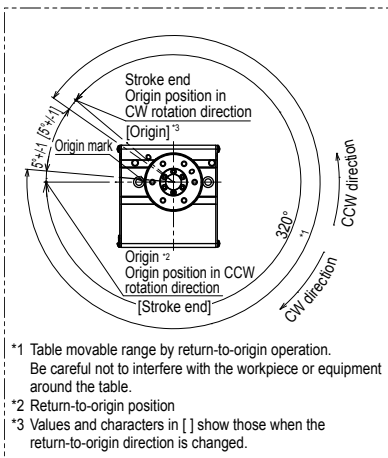 Stroke end
Origin position in
CW rotation direction
[Origin] *3
5°+/-1 [5°+/-1]
Origin mark
320°
*1
CCW direction
CW direction
Origin *2
Origin position in CCW
rotation direction
[Stroke end]
*1 Table movable range by return-to-origin operation.
Be careful not to interfere with the workpiece or equipment
around the table.
*2 Return-to-origin position
*3 Values and characters in [ ] show those when the
return-to-origin direction is changed.